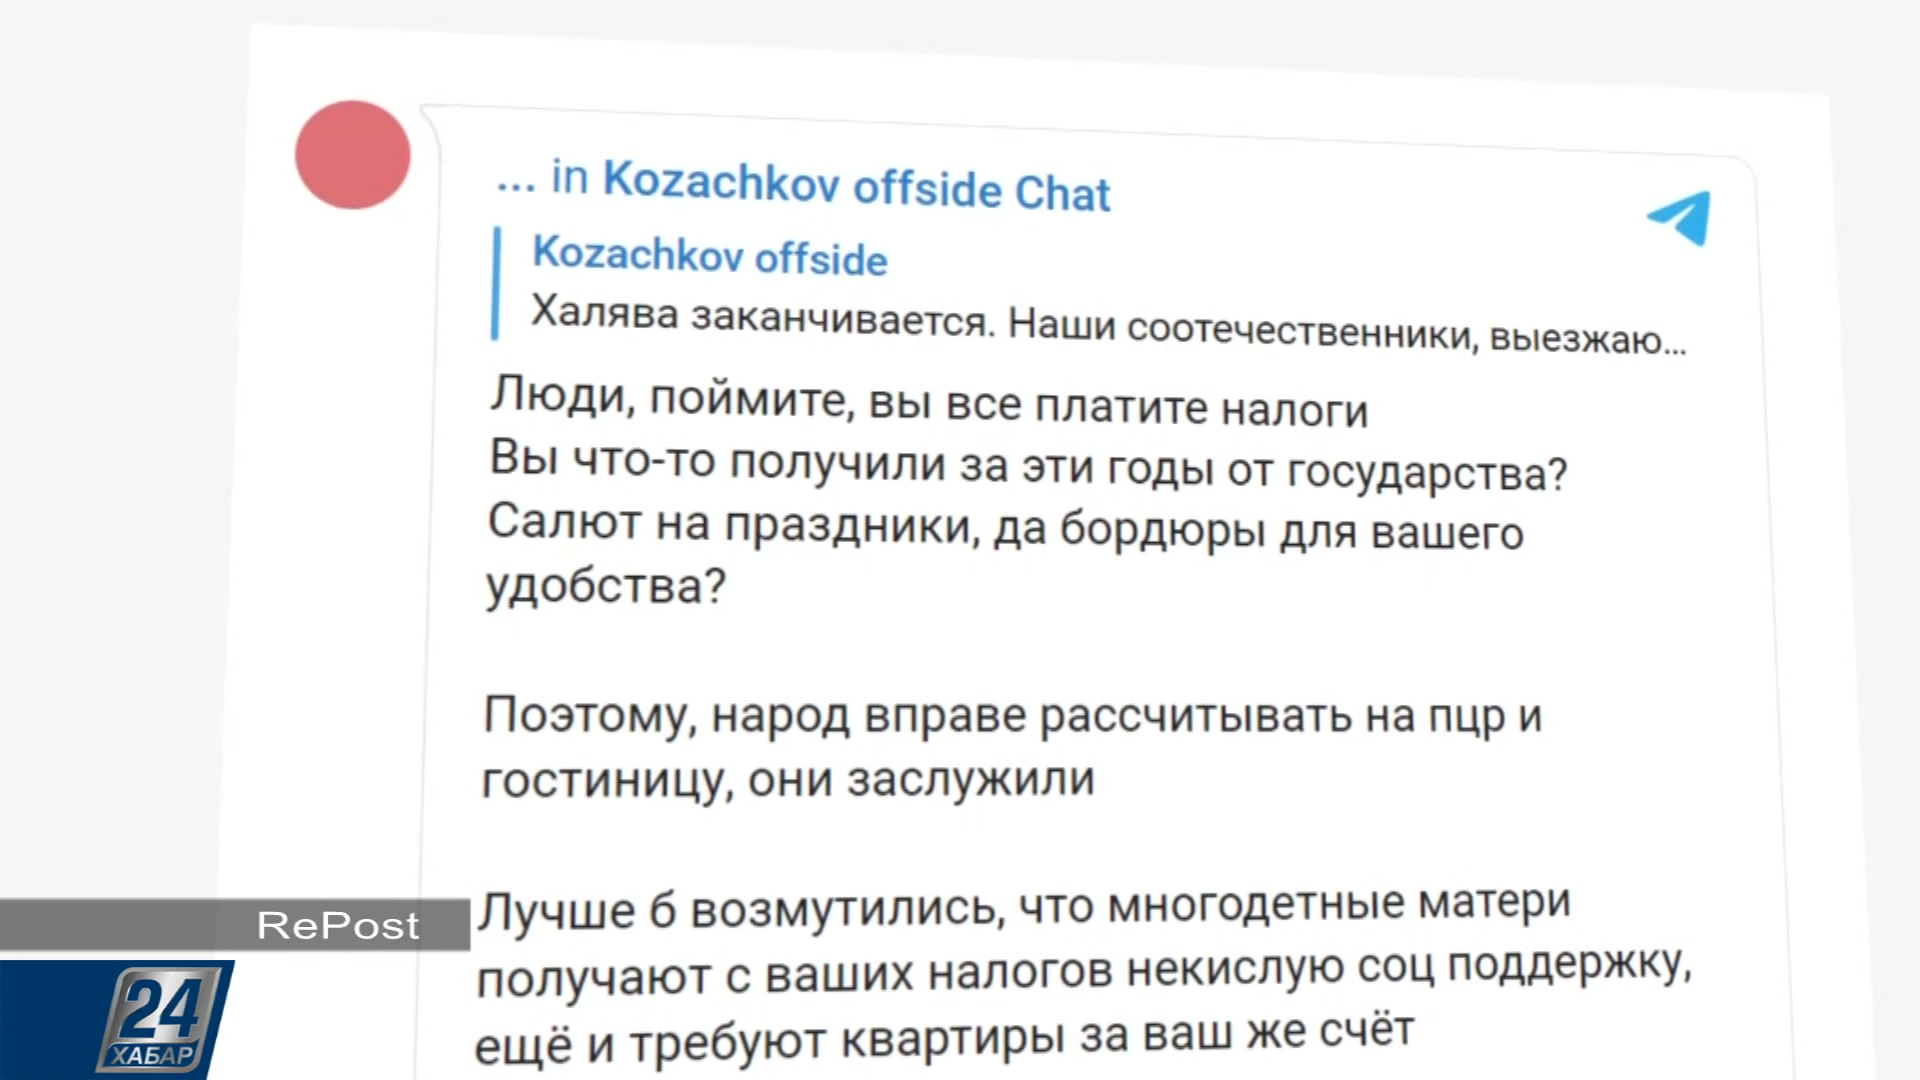 ... in Kozachkov offside Chat
Kozachkov offside
Халява заканчивается. Наши соотечественники, выезжаю...
Люди, поймите, вы все платите налоги
Вы что-то получили за эти годы от государства?
Салют на праздники, да бордюры для вашего
удобства?
Поэтому, народ вправе рассчитывать на пцр и
гостиницу, они заслужили
Лучше б возмутились, что многодетные матери
получают с ваших налогов некислую соц поддержку,
ещё и требуют квартиры за ваш же счёт
RePost
24
ХАБАР